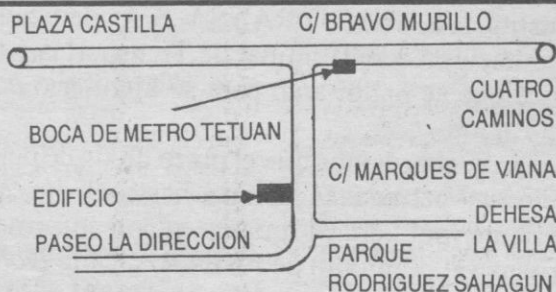 PLAZA CASTILLA
C/ BRAVO MURILLO
CUATRO
CAMINOS
BOCA DE METRO TETUAN
C/ MARQUES DE VIANA
EDIFICIO
DEHESA
LA VILLA
PASEO LA DIRECCION
PARQUE
RODRIGUEZ SAHAGUN